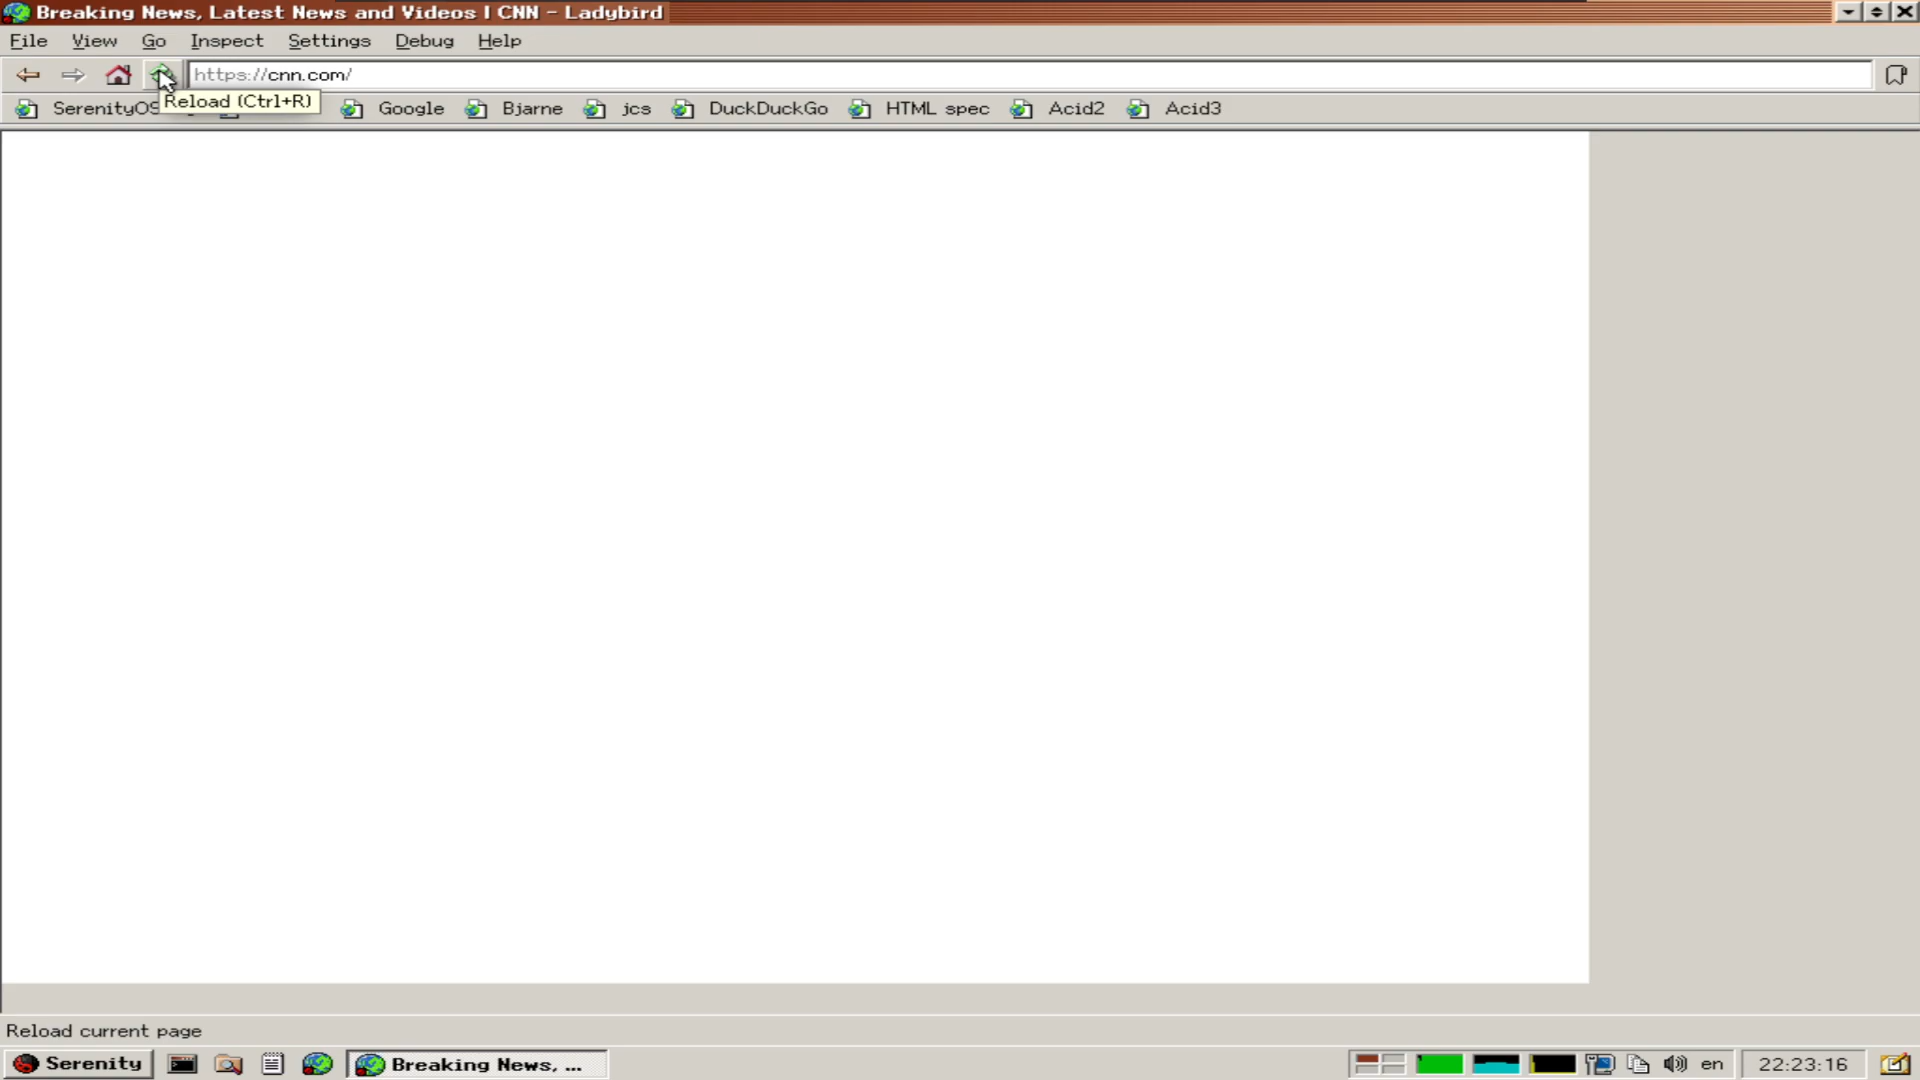 Breaking News, Latest News and Videos | CNN - Ladybird
File View Go Inspect Settings Debug Help
https://cnn.com/
Reload (Ctrl+R)
SerenityOS Google Bjarne jcs DuckDuckGo HTML spec Acid2 Acid3
Reload current page
Serenity Breaking News, ... en 22:23:16